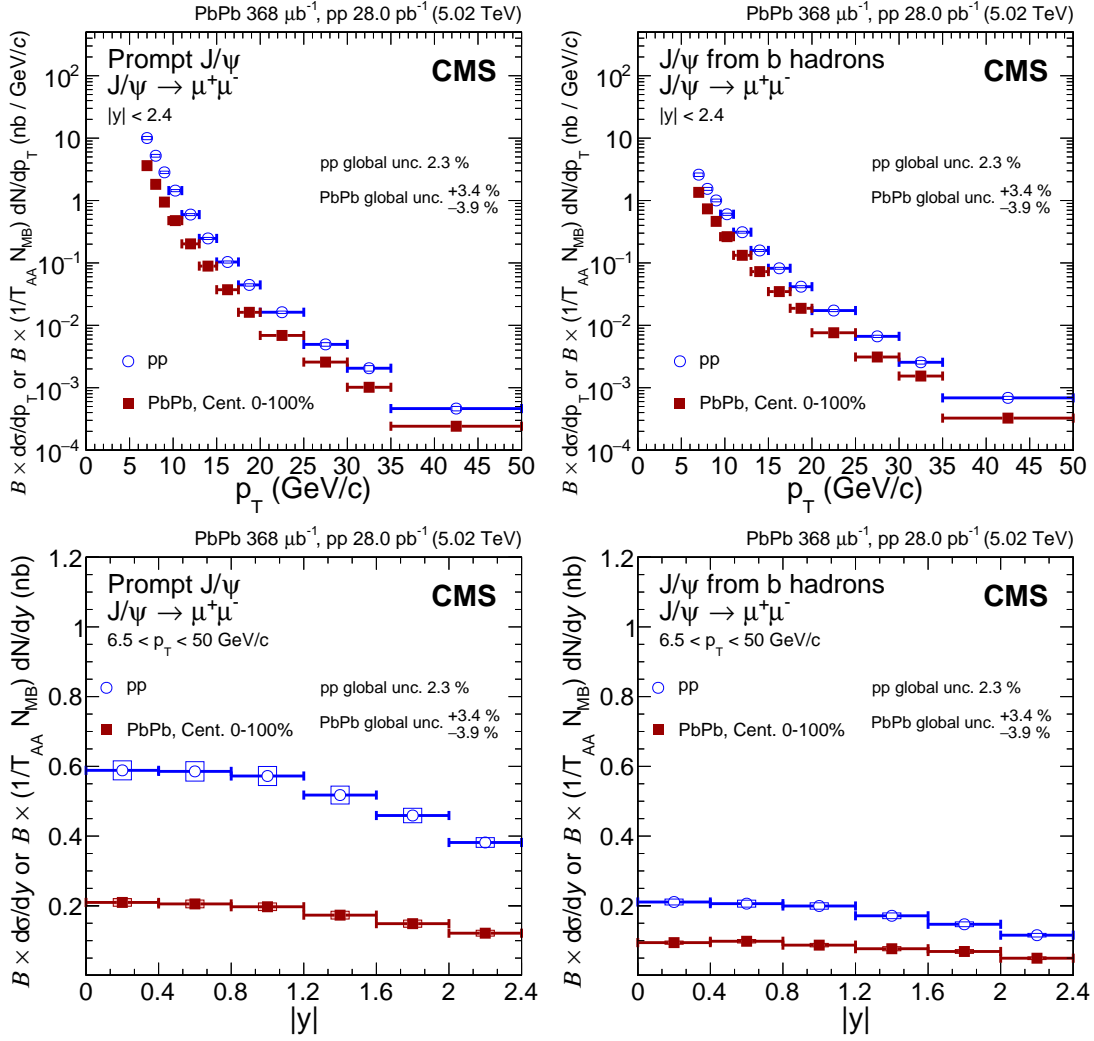 PbPb 368 μb⁻¹, pp 28.0 pb⁻¹ (5.02 TeV)
B × dσ/dp_T or B × (1/T_AA N_MB) dN/dp_T (nb / GeV/c)
Prompt J/ψ
J/ψ → μ⁺μ⁻
|y| < 2.4
CMS
pp global unc. 2.3 %
PbPb global unc. +3.4 % −3.9 %
pp
PbPb, Cent. 0-100%
10²
10
1
10⁻¹
10⁻²
10⁻³
10⁻⁴
0 5 10 15 20 25 30 35 40 45 50
p_T (GeV/c)
PbPb 368 μb⁻¹, pp 28.0 pb⁻¹ (5.02 TeV)
B × dσ/dp_T or B × (1/T_AA N_MB) dN/dp_T (nb / GeV/c)
J/ψ from b hadrons
J/ψ → μ⁺μ⁻
|y| < 2.4
CMS
pp global unc. 2.3 %
PbPb global unc. +3.4 % −3.9 %
pp
PbPb, Cent. 0-100%
10²
10
1
10⁻¹
10⁻²
10⁻³
10⁻⁴
0 5 10 15 20 25 30 35 40 45 50
p_T (GeV/c)
PbPb 368 μb⁻¹, pp 28.0 pb⁻¹ (5.02 TeV)
B × dσ/dy or B × (1/T_AA N_MB) dN/dy (nb)
Prompt J/ψ
J/ψ → μ⁺μ⁻
6.5 < p_T < 50 GeV/c
CMS
pp
PbPb, Cent. 0-100%
pp global unc. 2.3 %
PbPb global unc. +3.4 % −3.9 %
1.2
1
0.8
0.6
0.4
0.2
0 0.4 0.8 1.2 1.6 2 2.4
|y|
PbPb 368 μb⁻¹, pp 28.0 pb⁻¹ (5.02 TeV)
B × dσ/dy or B × (1/T_AA N_MB) dN/dy (nb)
J/ψ from b hadrons
J/ψ → μ⁺μ⁻
6.5 < p_T < 50 GeV/c
CMS
pp
PbPb, Cent. 0-100%
pp global unc. 2.3 %
PbPb global unc. +3.4 % −3.9 %
1.2
1
0.8
0.6
0.4
0.2
0 0.4 0.8 1.2 1.6 2 2.4
|y|